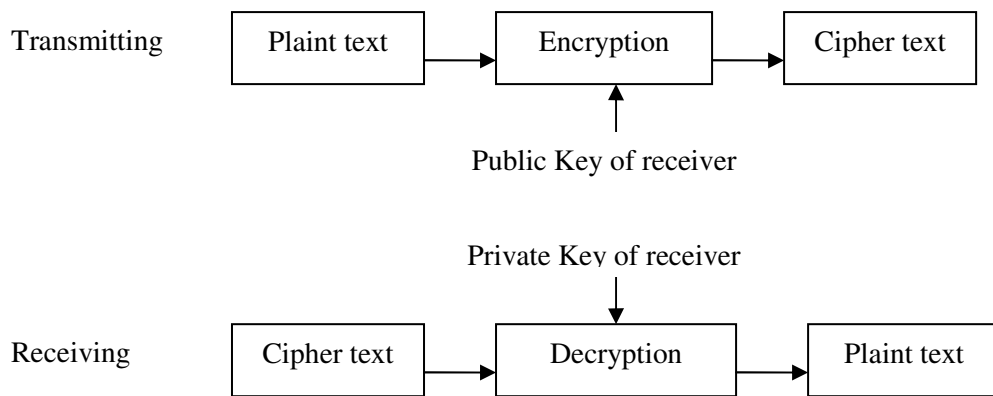 Transmitting Plaint text Encryption Cipher text
Public Key of receiver
Private Key of receiver
Receiving Cipher text Decryption Plaint text